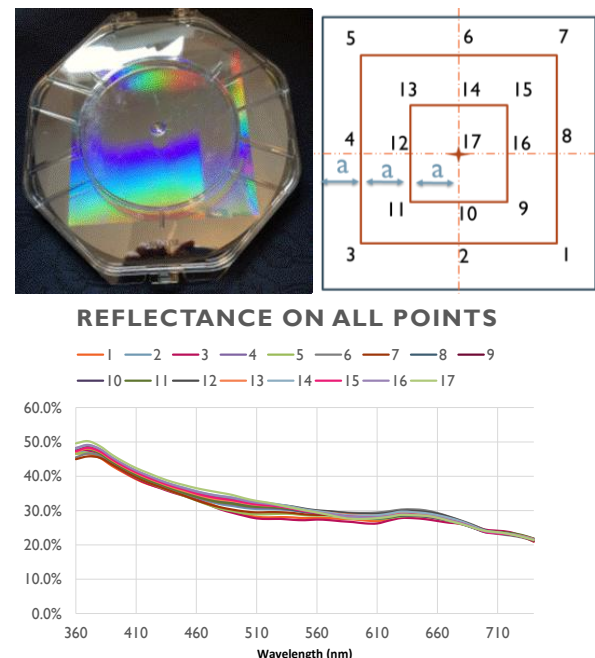 5 6 7
13 14 15
4 12 17 16 8
a a a
11 10 9
3 2 1
REFLECTANCE ON ALL POINTS
1 2 3 4 5 6 7 8 9
10 11 12 13 14 15 16 17
60.0%
50.0%
40.0%
30.0%
20.0%
10.0%
0.0%
360 410 460 510 560 610 660 710
Wavelength (nm)